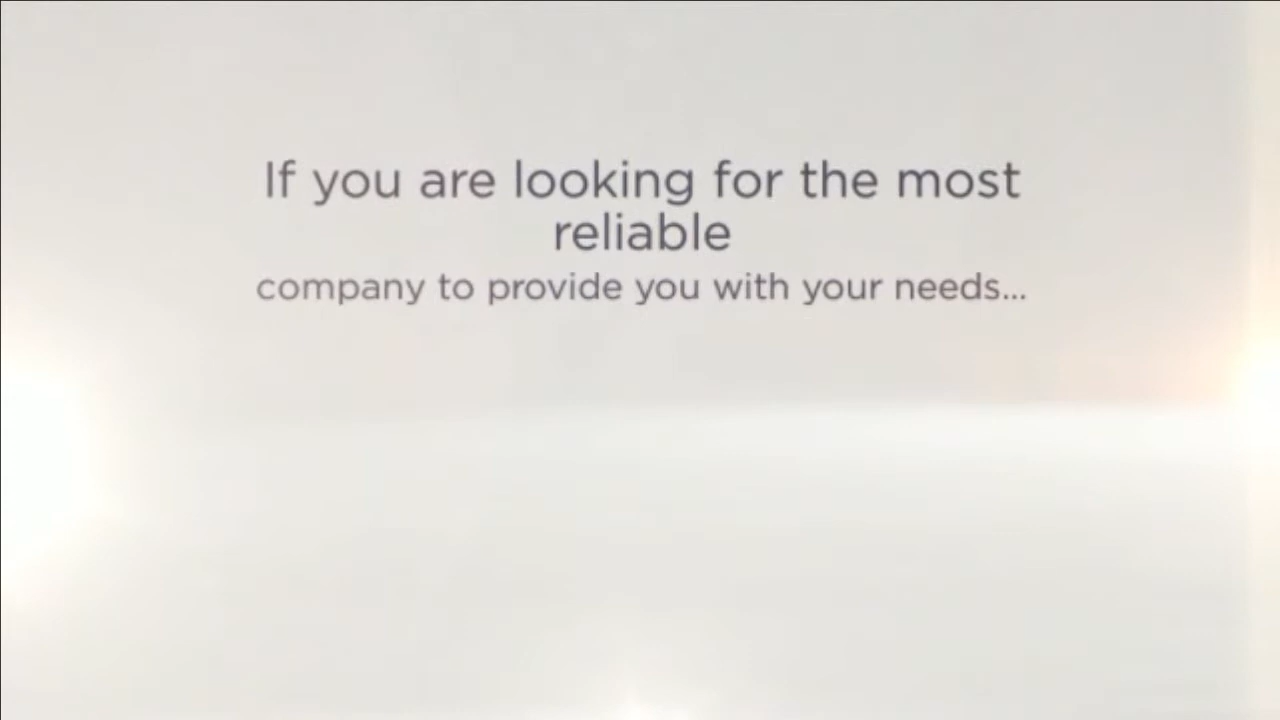 If you are looking for the most
reliable
company to provide you with your needs...